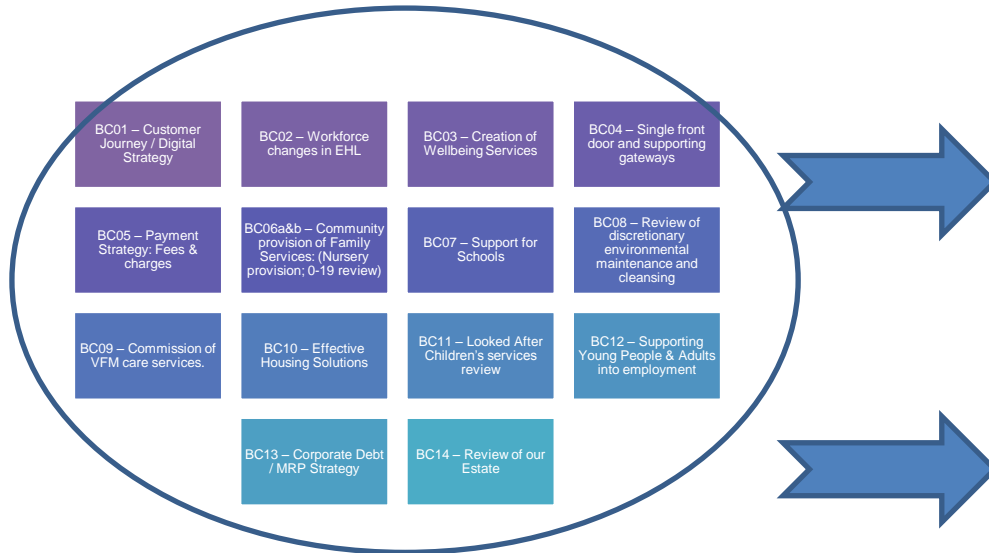 BC01 – Customer
Journey / Digital
Strategy
BC02 – Workforce
changes in EHL
BC03 – Creation of
Wellbeing Services
BC04 – Single front
door and supporting
gateways
BC05 – Payment
Strategy: Fees &
charges
BC06a&b – Community
provision of Family
Services: (Nursery
provision; 0-19 review)
BC07 – Support for
Schools
BC08 – Review of
discretionary
environmental
maintenance and
cleansing
BC09 – Commission of
VFM care services.
BC10 – Effective
Housing Solutions
BC11 – Looked After
Children's services
review
BC12 – Supporting
Young People & Adults
into employment
BC13 – Corporate Debt
/ MRP Strategy
BC14 – Review of our
Estate